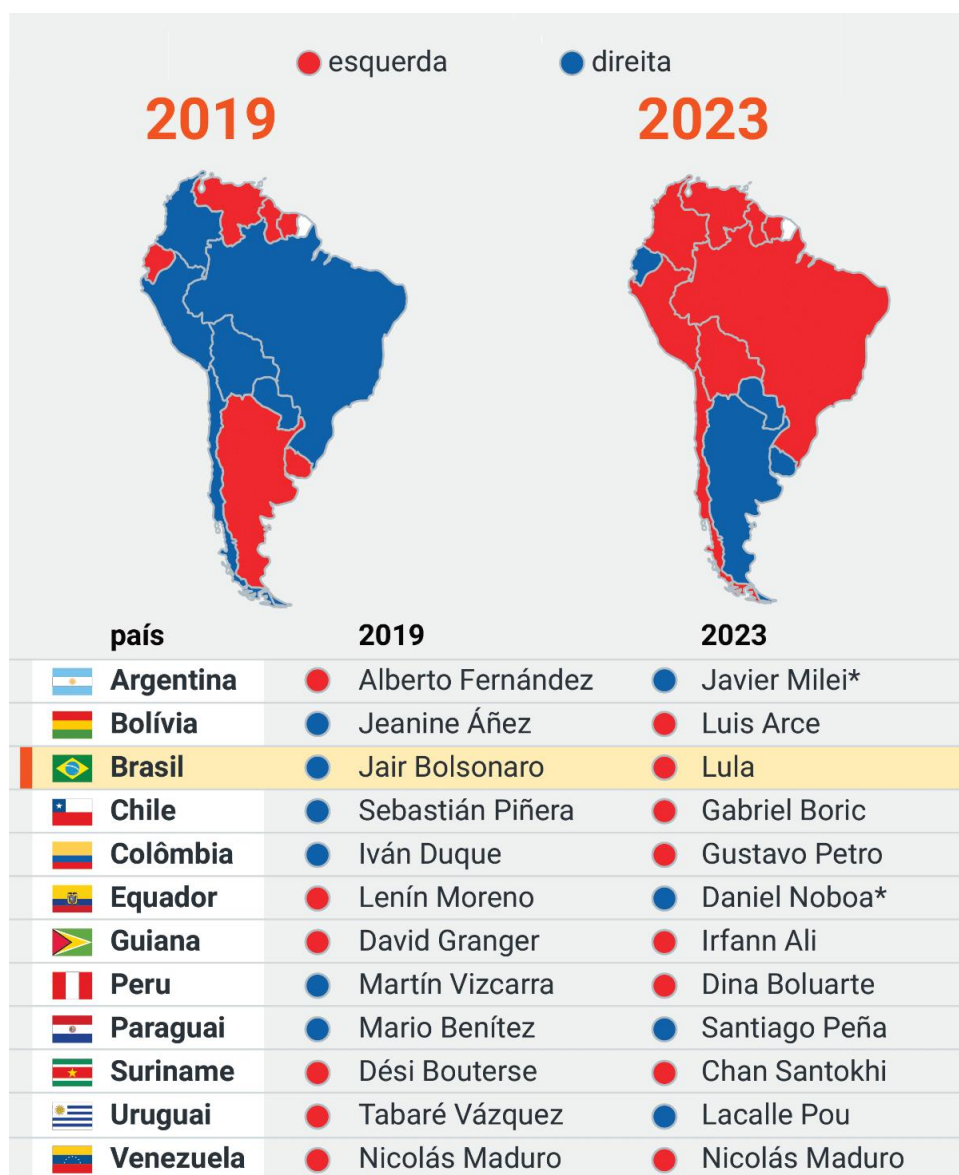 esquerda direita
2019 2023
país 2019 2023
Argentina Alberto Fernández Javier Milei*
Bolívia Jeanine Áñez Luis Arce
Brasil Jair Bolsonaro Lula
Chile Sebastián Piñera Gabriel Boric
Colômbia Iván Duque Gustavo Petro
Equador Lenín Moreno Daniel Noboa*
Guiana David Granger Irfann Ali
Peru Martín Vizcarra Dina Boluarte
Paraguai Mario Benítez Santiago Peña
Suriname Dési Bouterse Chan Santokhi
Uruguai Tabaré Vázquez Lacalle Pou
Venezuela Nicolás Maduro Nicolás Maduro